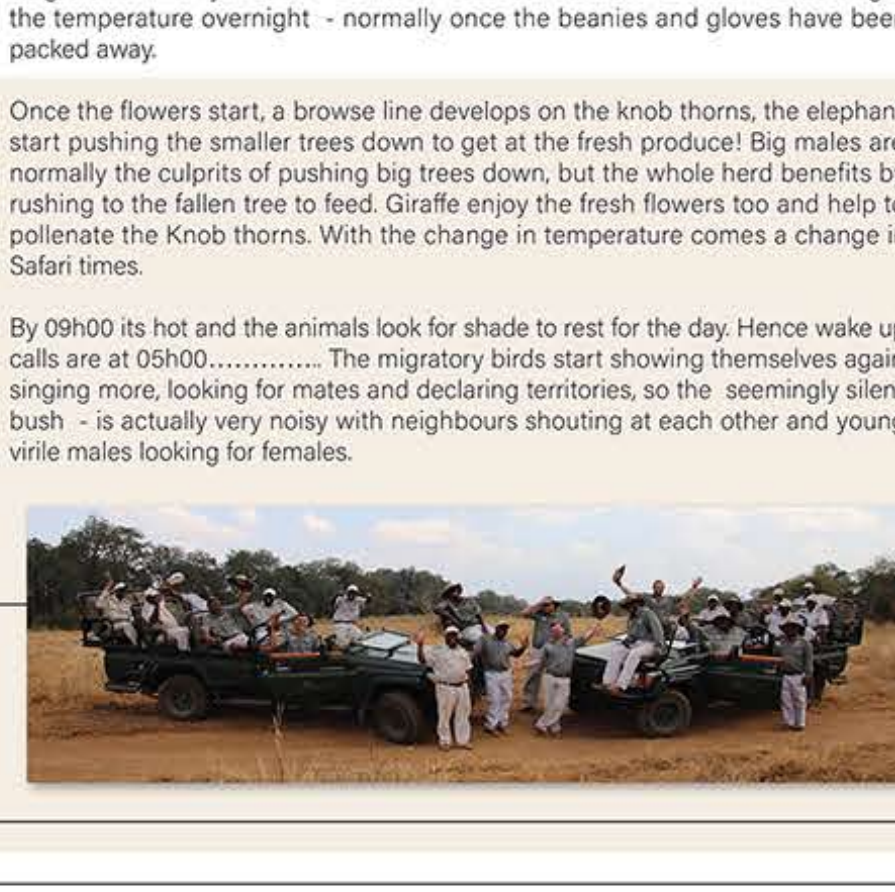 the temperature overnight - normally once the beanies and gloves have been
packed away.
Once the flowers start, a browse line develops on the knob thorns, the elephan
start pushing the smaller trees down to get at the fresh produce! Big males are
normally the culprits of pushing big trees down, but the whole herd benefits b
rushing to the fallen tree to feed. Giraffe enjoy the fresh flowers too and help to
pollenate the Knob thorns. With the change in temperature comes a change i
Safari times.
By 09h00 its hot and the animals look for shade to rest for the day. Hence wake up
calls are at 05h00.............. The migratory birds start showing themselves again
singing more, looking for mates and declaring territories, so the seemingly silen
bush - is actually very noisy with neighbours shouting at each other and young
virile males looking for females.